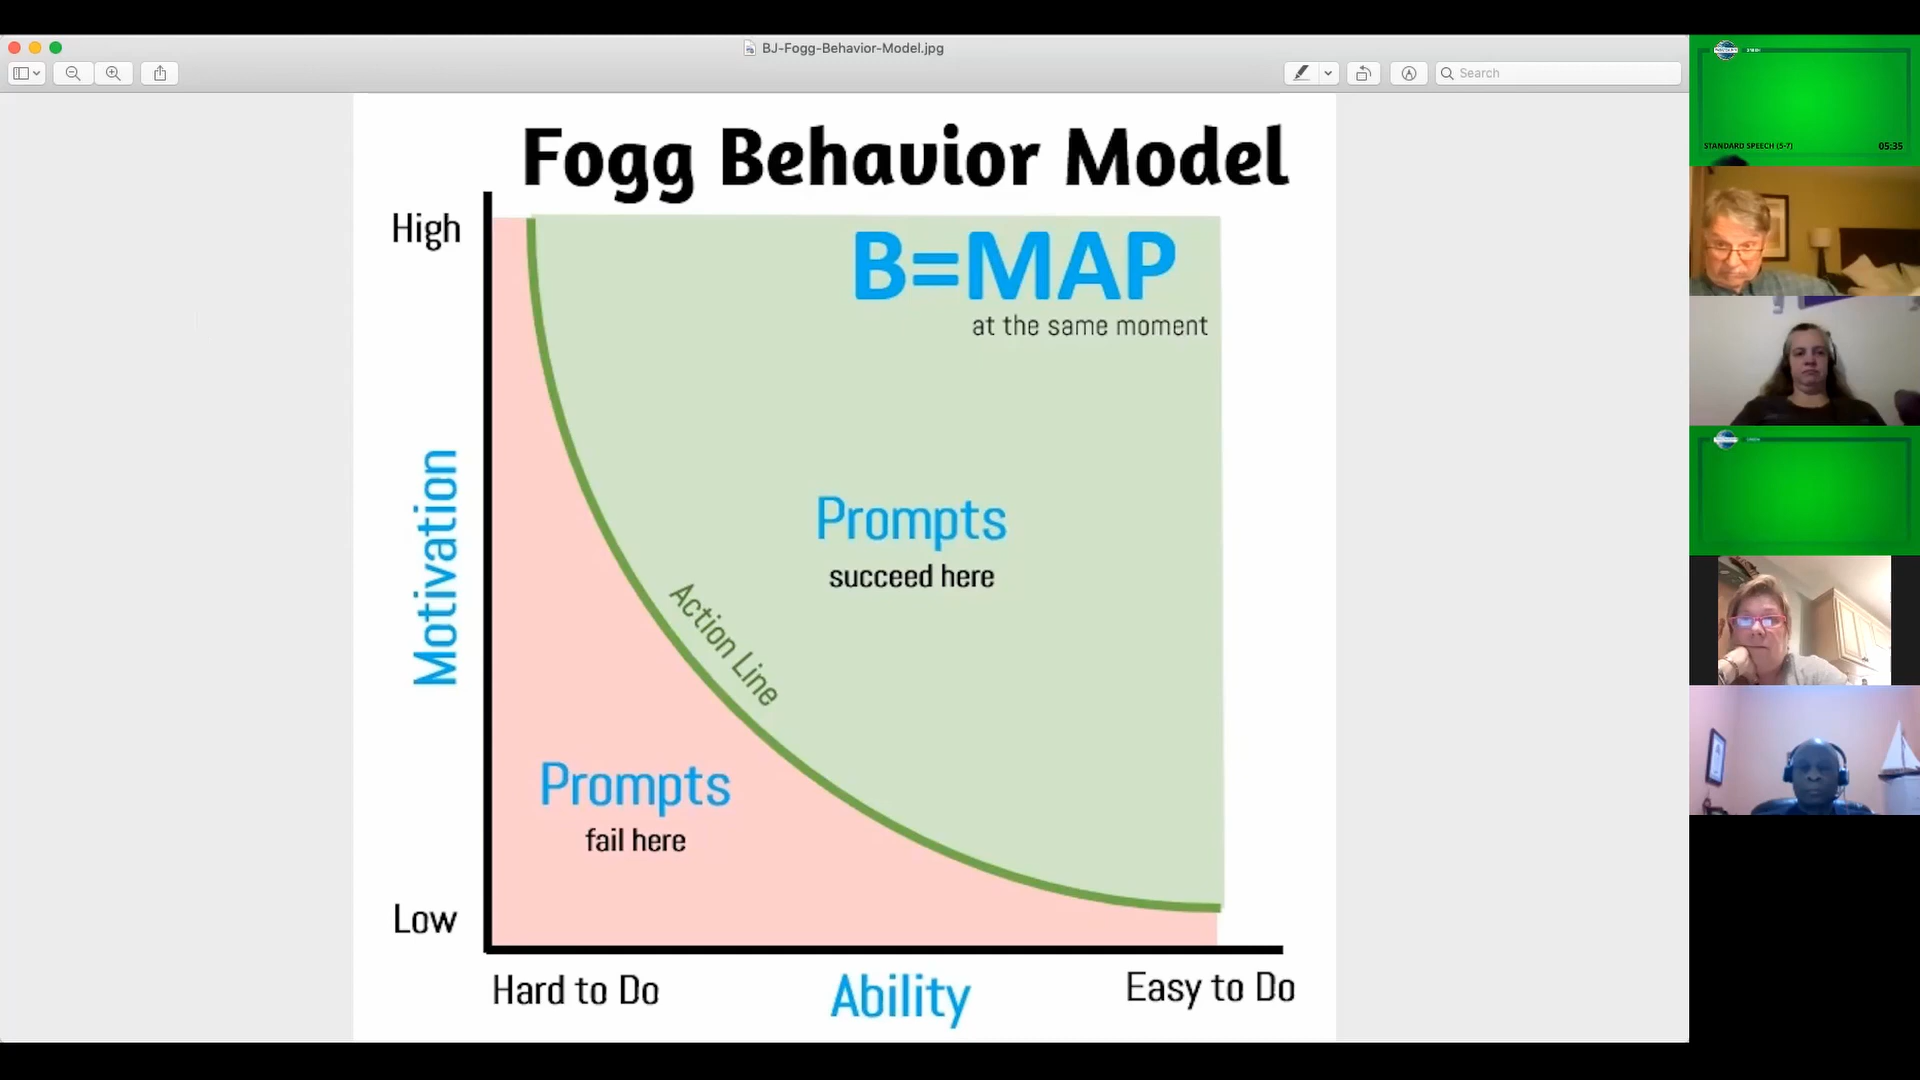 BJ-Fogg-Behavior-Model.jpg
Search
Fogg Behavior Model
High
B=MAP
at the same moment
Motivation
Prompts
succeed here
Action Line
Prompts
fail here
Low
Hard to Do
Ability
Easy to Do
STANDARD SPEECH (5-7)
05:35